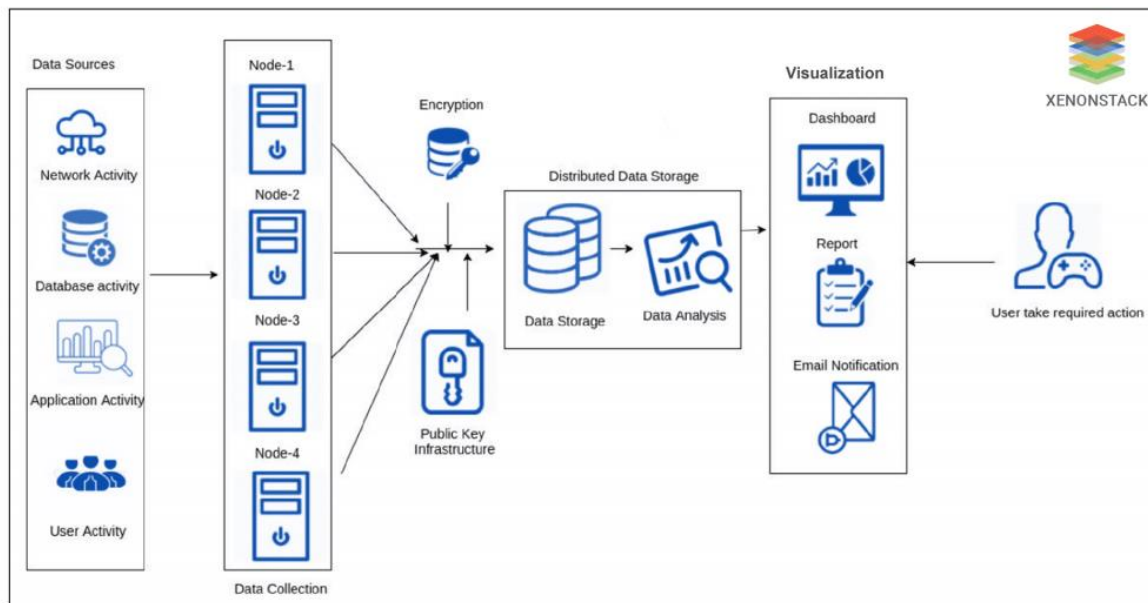 Data Sources
Network Activity
Database activity
Application Activity
User Activity
Node-1
Node-2
Node-3
Node-4
Data Collection
Encryption
Public Key
Infrastructure
Distributed Data Storage
Data Storage
Data Analysis
Visualization
Dashboard
Report
Email Notification
XENONSTACK
User take required action